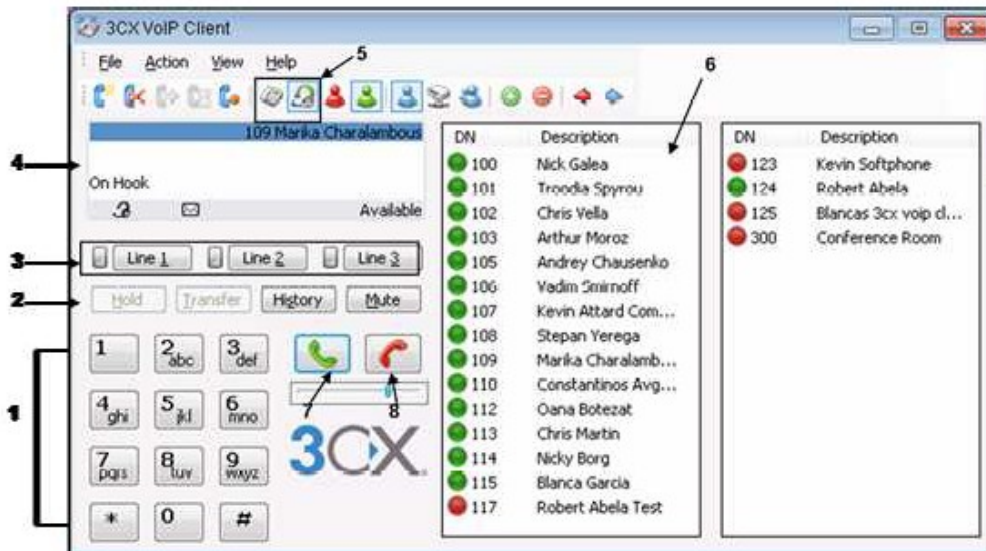 3CX VoIP Client
File Action View Help
5
6
109 Marika Charalambous
4
On Hook
Available
3
Line 1 Line 2 Line 3
2
Hold Transfer History Mute
1
1 2 abc 3 def
4 ghi 5 jkl 6 mno
7 pqrs 8 tuv 9 wxyz
* 0 #
7 8
3CX
DN Description
100 Nick Galea
101 Troodia Spyrou
102 Chris Vella
103 Arthur Moroz
105 Andrey Chausenko
106 Vadim Smirnoff
107 Kevin Attard Com...
108 Stepan Yerega
109 Marika Charalamb...
110 Constantinos Avg...
112 Oana Botezat
113 Chris Martin
114 Nicky Borg
115 Blanca Garcia
117 Robert Abela Test
DN Description
123 Kevin Softphone
124 Robert Abela
125 Blancas 3cx voip cl...
300 Conference Room